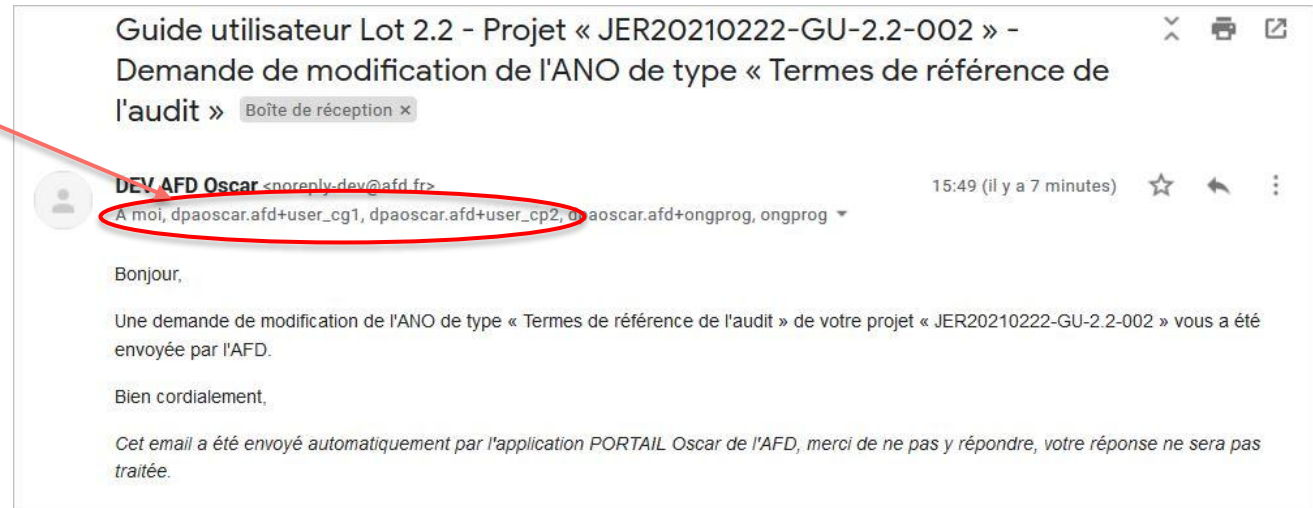 Guide utilisateur Lot 2.2 - Projet « JER20210222-GU-2.2-002 » -
Demande de modification de l'ANO de type « Termes de référence de
l'audit » Boîte de réception ×
DEV AFD Oscar <noreply-dev@afd.fr> 15:49 (il y a 7 minutes)
À moi, dpaoscar.afd+user_cg1, dpaoscar.afd+user_cp2, dpaoscar.afd+ongprog, ongprog
Bonjour,
Une demande de modification de l'ANO de type « Termes de référence de l'audit » de votre projet « JER20210222-GU-2.2-002 » vous a été
envoyée par l'AFD.
Bien cordialement,
Cet email a été envoyé automatiquement par l'application PORTAIL Oscar de l'AFD, merci de ne pas y répondre, votre réponse ne sera pas
traitée.